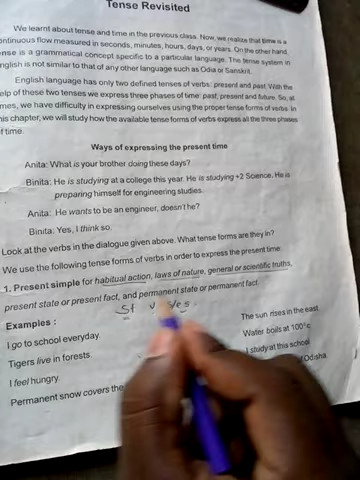 Tense Revisited
We learnt about tense and time in the previous class. Now, we realize that time is a
continuous flow measured in seconds, minutes, hours, days, or years. On the other hand,
tense is a grammatical concept specific to a particular language. The tense system in
English is not similar to that of any other language such as Odia or Sanskrit.
English language has only two defined tenses of verbs: present and past. With the
help of these two tenses we express three phases of time: past, present and future. So, at
times, we have difficulty in expressing ourselves using the proper tense forms of verbs. In
this chapter, we will study how the available tense forms of verbs express all the three phases
of time.
Ways of expressing the present time
Anita: What is your brother doing these days?
Binita: He is studying at a college this year. He is studying +2 Science. He is
preparing himself for engineering studies.
Anita: He wants to be an engineer, doesn't he?
Binita: Yes, I think so.
Look at the verbs in the dialogue given above. What tense forms are they in?
We use the following tense forms of verbs in order to express the present time:
1. Present simple for habitual action, laws of nature, general or scientific truths,
present state or present fact, and permanent state or permanent fact.
Examples :
The sun rises in the east.
I go to school everyday.
Water boils at 100°c
Tigers live in forests.
I study at this school
I feel hungry.
of Odisha.
Permanent snow covers the